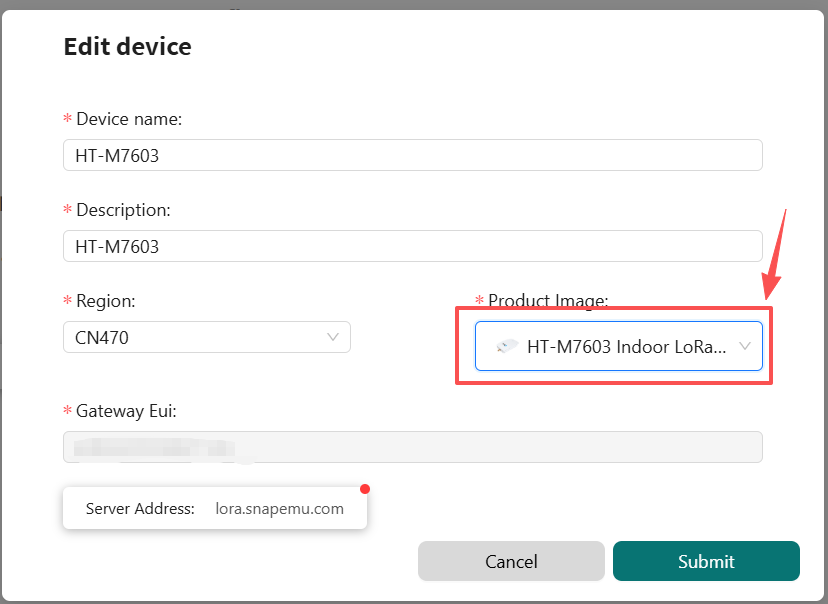 Edit device
* Device name:
HT-M7603
* Description:
HT-M7603
* Region:
* Product Image:
CN470
HT-M7603 Indoor LoRa...
* Gateway Eui:
Server Address: lora.snapemu.com
Cancel
Submit